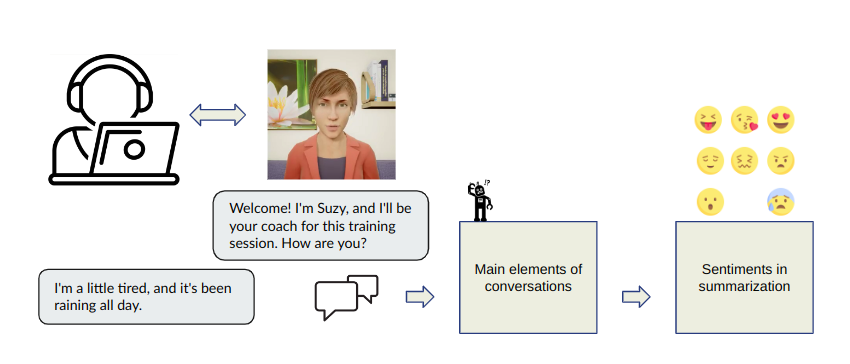 Welcome! I'm Suzy, and I'll be
your coach for this training
session. How are you?
I'm a little tired, and it's been
raining all day.
!?
Main elements of
conversations
Sentiments in
summarization